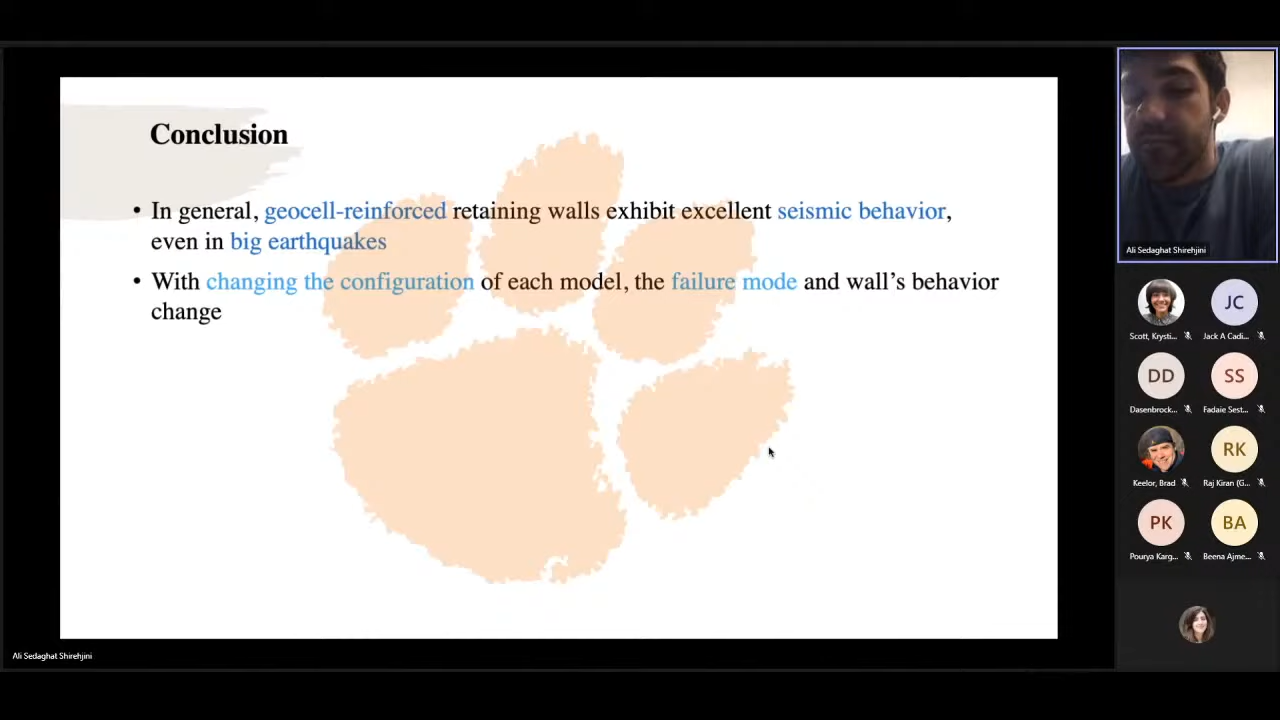 Conclusion
• In general, geocell-reinforced retaining walls exhibit excellent seismic behavior,
even in big earthquakes
• With changing the configuration of each model, the failure mode and wall's behavior
change
Ali Sedaghat Shirehjini
Scott, Krysti...
JC
Jack A Cadi...
DD
Dasenbrock...
SS
Fadaie Sest...
Keelor, Brad
RK
Raj Kiran (G...
PK
Pourya Karg...
BA
Beena Ajme...
Ali Sedaghat Shirehjini